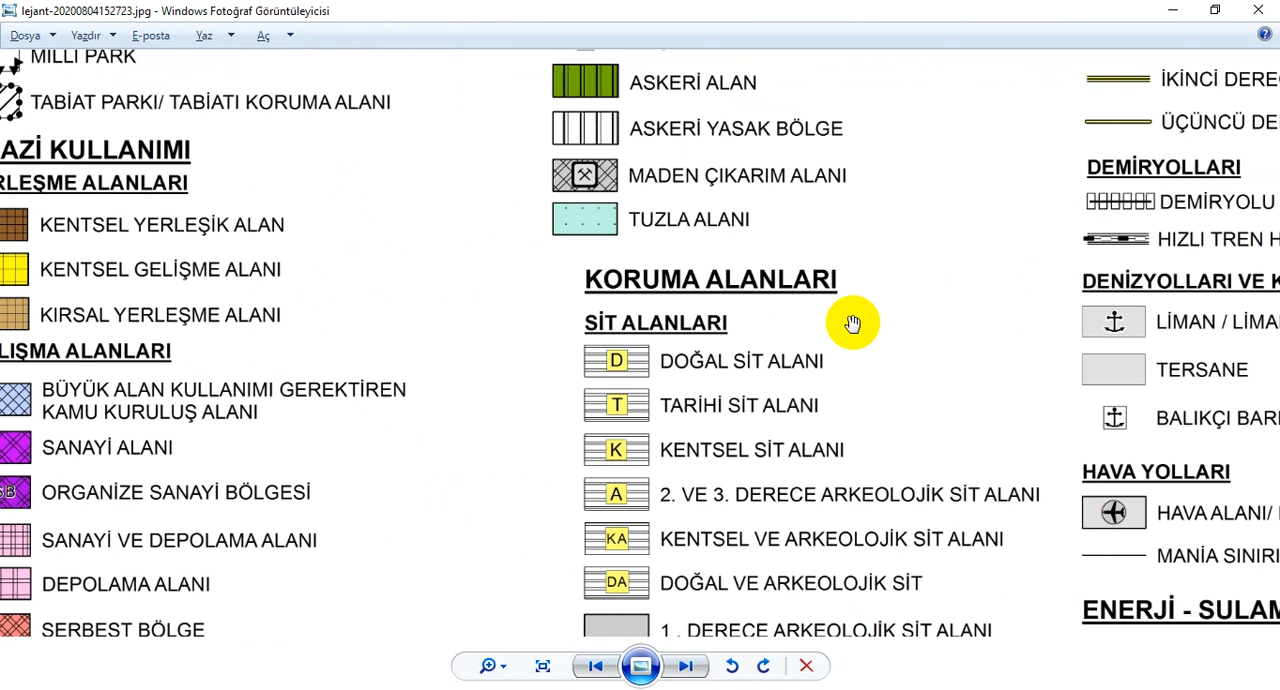 lejant-20200804152723.jpg - Windows Fotoğraf Görüntüleyicisi
Dosya Yazdır E-posta Yaz Aç
MİLLİ PARK
TABİAT PARKI/ TABİATI KORUMA ALANI
AZİ KULLANIMI
RLEŞME ALANLARI
KENTSEL YERLEŞİK ALAN
KENTSEL GELİŞME ALANI
KIRSAL YERLEŞME ALANI
LIŞMA ALANLARI
BÜYÜK ALAN KULLANIMI GEREKTİREN
KAMU KURULUŞ ALANI
SANAYİ ALANI
SB ORGANİZE SANAYİ BÖLGESİ
SANAYİ VE DEPOLAMA ALANI
DEPOLAMA ALANI
SERBEST BÖLGE
ASKERİ ALAN
ASKERİ YASAK BÖLGE
MADEN ÇIKARIM ALANI
TUZLA ALANI
KORUMA ALANLARI
SİT ALANLARI
D DOĞAL SİT ALANI
T TARİHİ SİT ALANI
K KENTSEL SİT ALANI
A 2. VE 3. DERECE ARKEOLOJİK SİT ALANI
KA KENTSEL VE ARKEOLOJİK SİT ALANI
DA DOĞAL VE ARKEOLOJİK SİT
1 . DERECE ARKEOLOJİK SİT ALANI
İKİNCİ DEREC
ÜÇÜNCÜ DE
DEMİRYOLLARI
DEMİRYOLU
HIZLI TREN H
DENİZYOLLARI VE K
LİMAN / LİMA
TERSANE
BALIKÇI BARI
HAVA YOLLARI
HAVA ALANI/
MANİA SINIRI
ENERJİ - SULAM